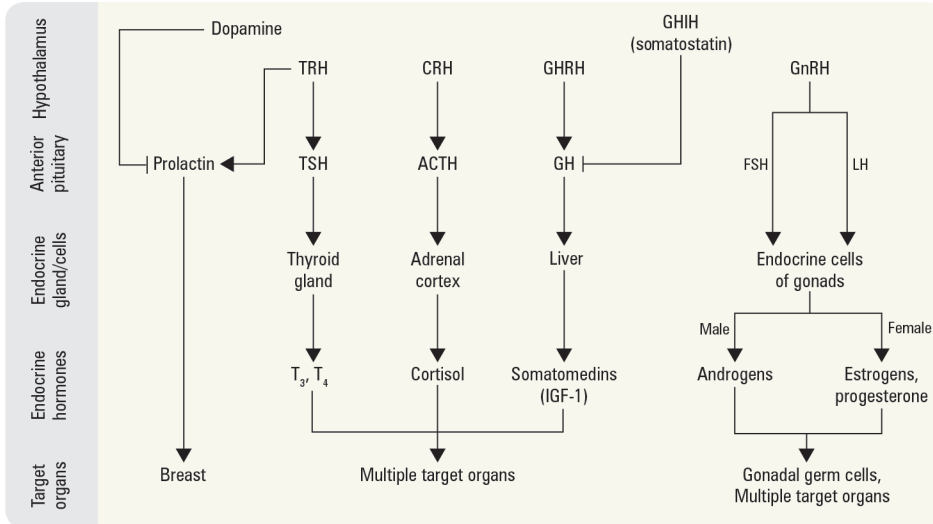 Hypothalamus
Dopamine
GHIH
(somatostatin)
TRH
CRH
GHRH
GnRH
Anterior
pituitary
Prolactin
TSH
ACTH
GH
FSH
LH
Endocrine
gland/cells
Thyroid
gland
Adrenal
cortex
Liver
Endocrine cells
of gonads
Male
Female
Endocrine
hormones
T3, T4
Cortisol
Somatomedins
(IGF-1)
Androgens
Estrogens,
progesterone
Target
organs
Breast
Multiple target organs
Gonadal germ cells,
Multiple target organs